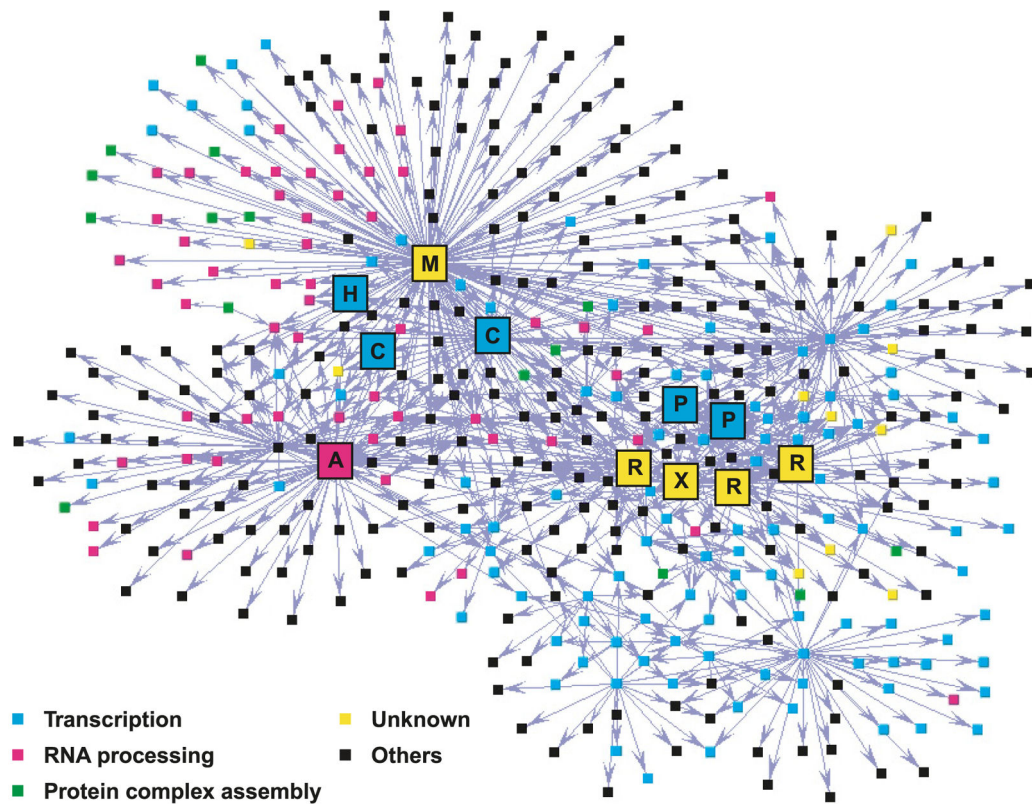 M
H
C
C
P
P
A
R
X
R
R
Transcription
Unknown
RNA processing
Others
Protein complex assembly